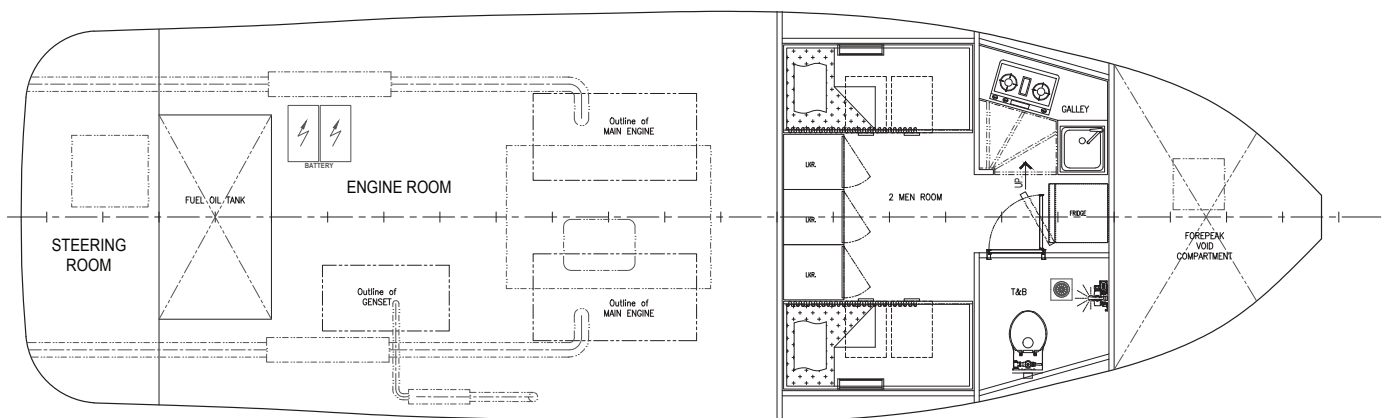 STEERING
ROOM
FUEL OIL TANK
BATTERY
ENGINE ROOM
Outline of
GENSET
Outline of
MAIN ENGINE
Outline of
MAIN ENGINE
LKR.
LKR.
LKR.
2 MEN ROOM
GALLEY
UP
FRIDGE
T&B
FOREPEAK
VOID
COMPARTMENT